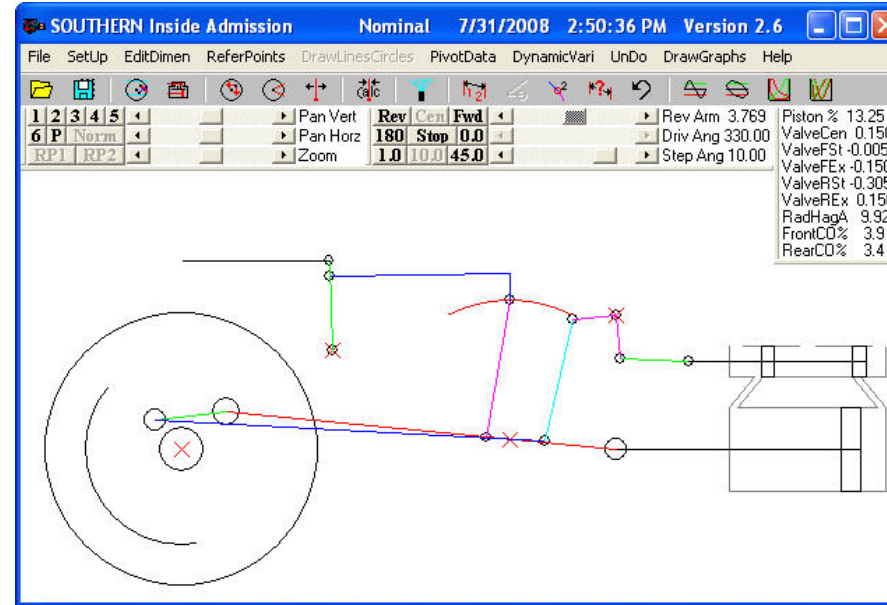 SOUTHERN Inside Admission Nominal 7/31/2008 2:50:36 PM Version 2.6
File SetUp EditDimen ReferPoints DrawLinesCircles PivotData DynamicVari UnDo DrawGraphs Help
calc
1 2 3 4 5 Pan Vert Rev Cen Fwd Rev Arm 3.769
6 P Norm Pan Horz 180 Stop 0.0 Driv Ang 330.00
RP1 RP2 Zoom 1.0 10.0 45.0 Step Ang 10.00
Piston % 13.25
ValveCen 0.150
ValveFSt -0.005
ValveFEx -0.150
ValveRSt -0.305
ValveREx 0.150
RadHagA 9.92
FrontCO% 3.9
RearCO% 3.4